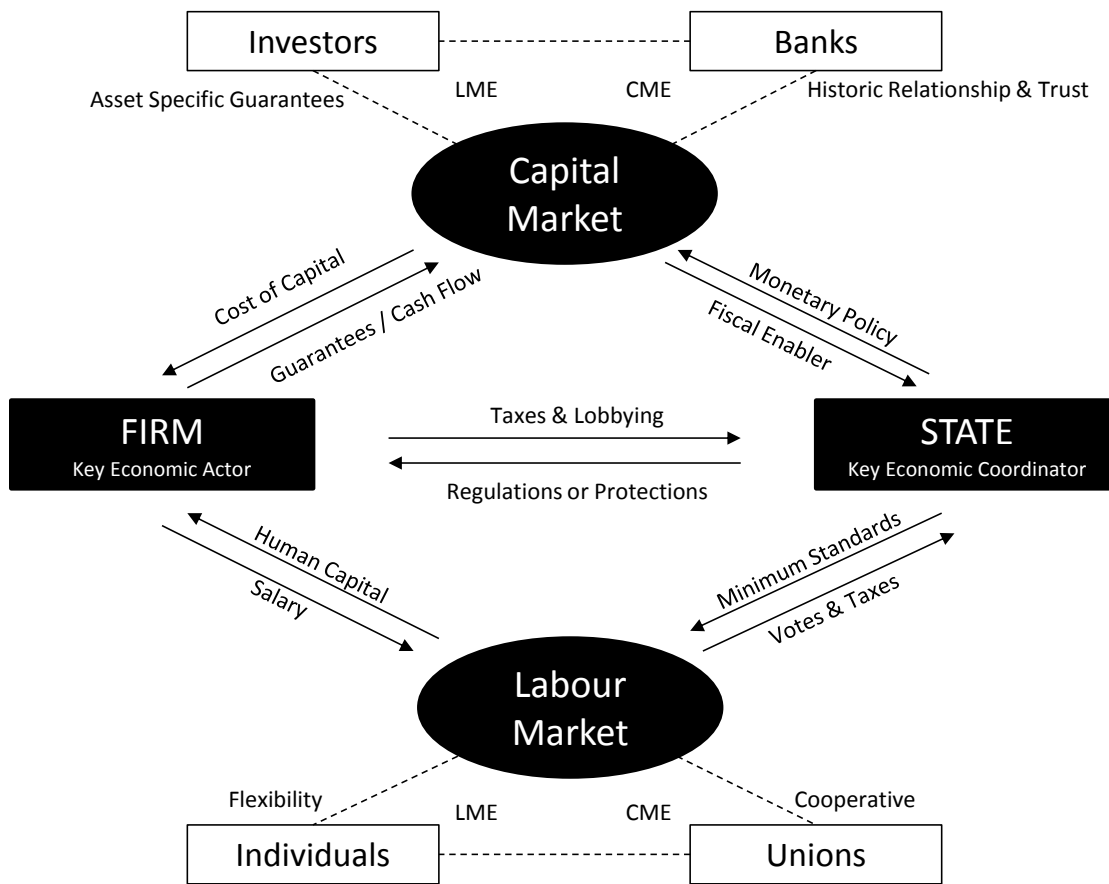 Investors
Banks
LME
CME
Asset Specific Guarantees
Historic Relationship & Trust
Capital
Market
Cost of Capital
Guarantees / Cash Flow
Monetary Policy
Fiscal Enabler
FIRM
Key Economic Actor
Taxes & Lobbying
Regulations or Protections
STATE
Key Economic Coordinator
Human Capital
Salary
Minimum Standards
Votes & Taxes
Labour
Market
Flexibility
LME
CME
Cooperative
Individuals
Unions